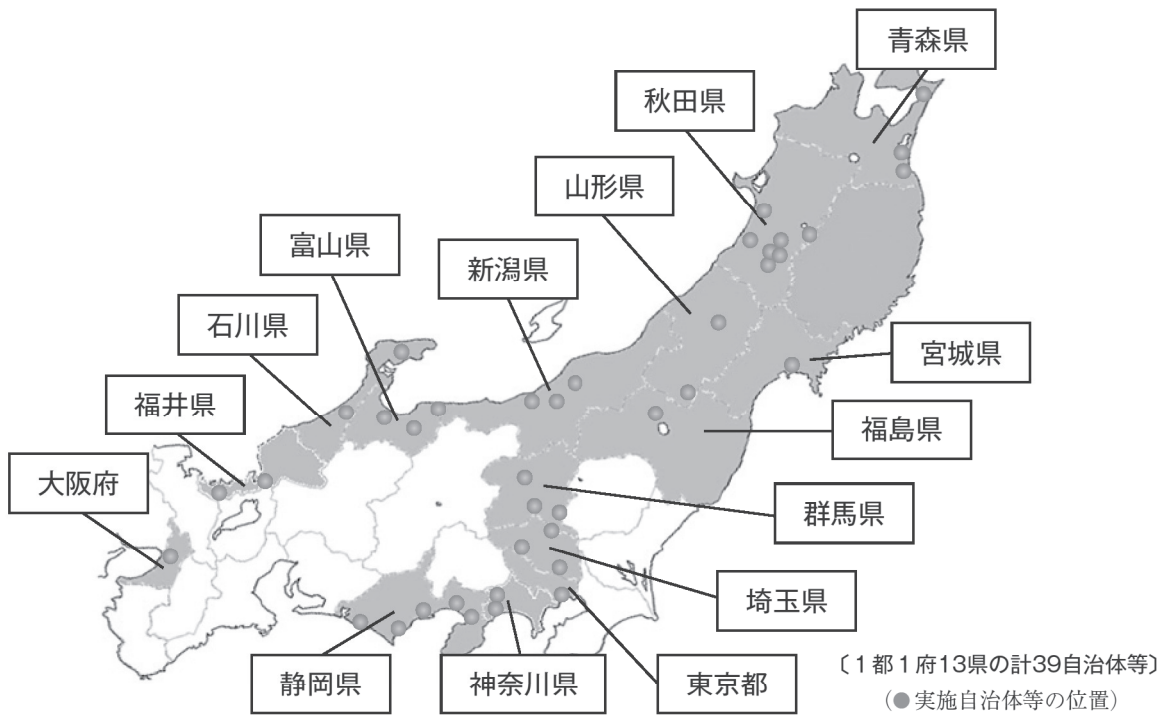 青森県
秋田県
山形県
富山県
新潟県
石川県
宮城県
福井県
福島県
大阪府
群馬県
埼玉県
静岡県
神奈川県
東京都
〔1都1府13県の計39自治体等〕
（●実施自治体等の位置）